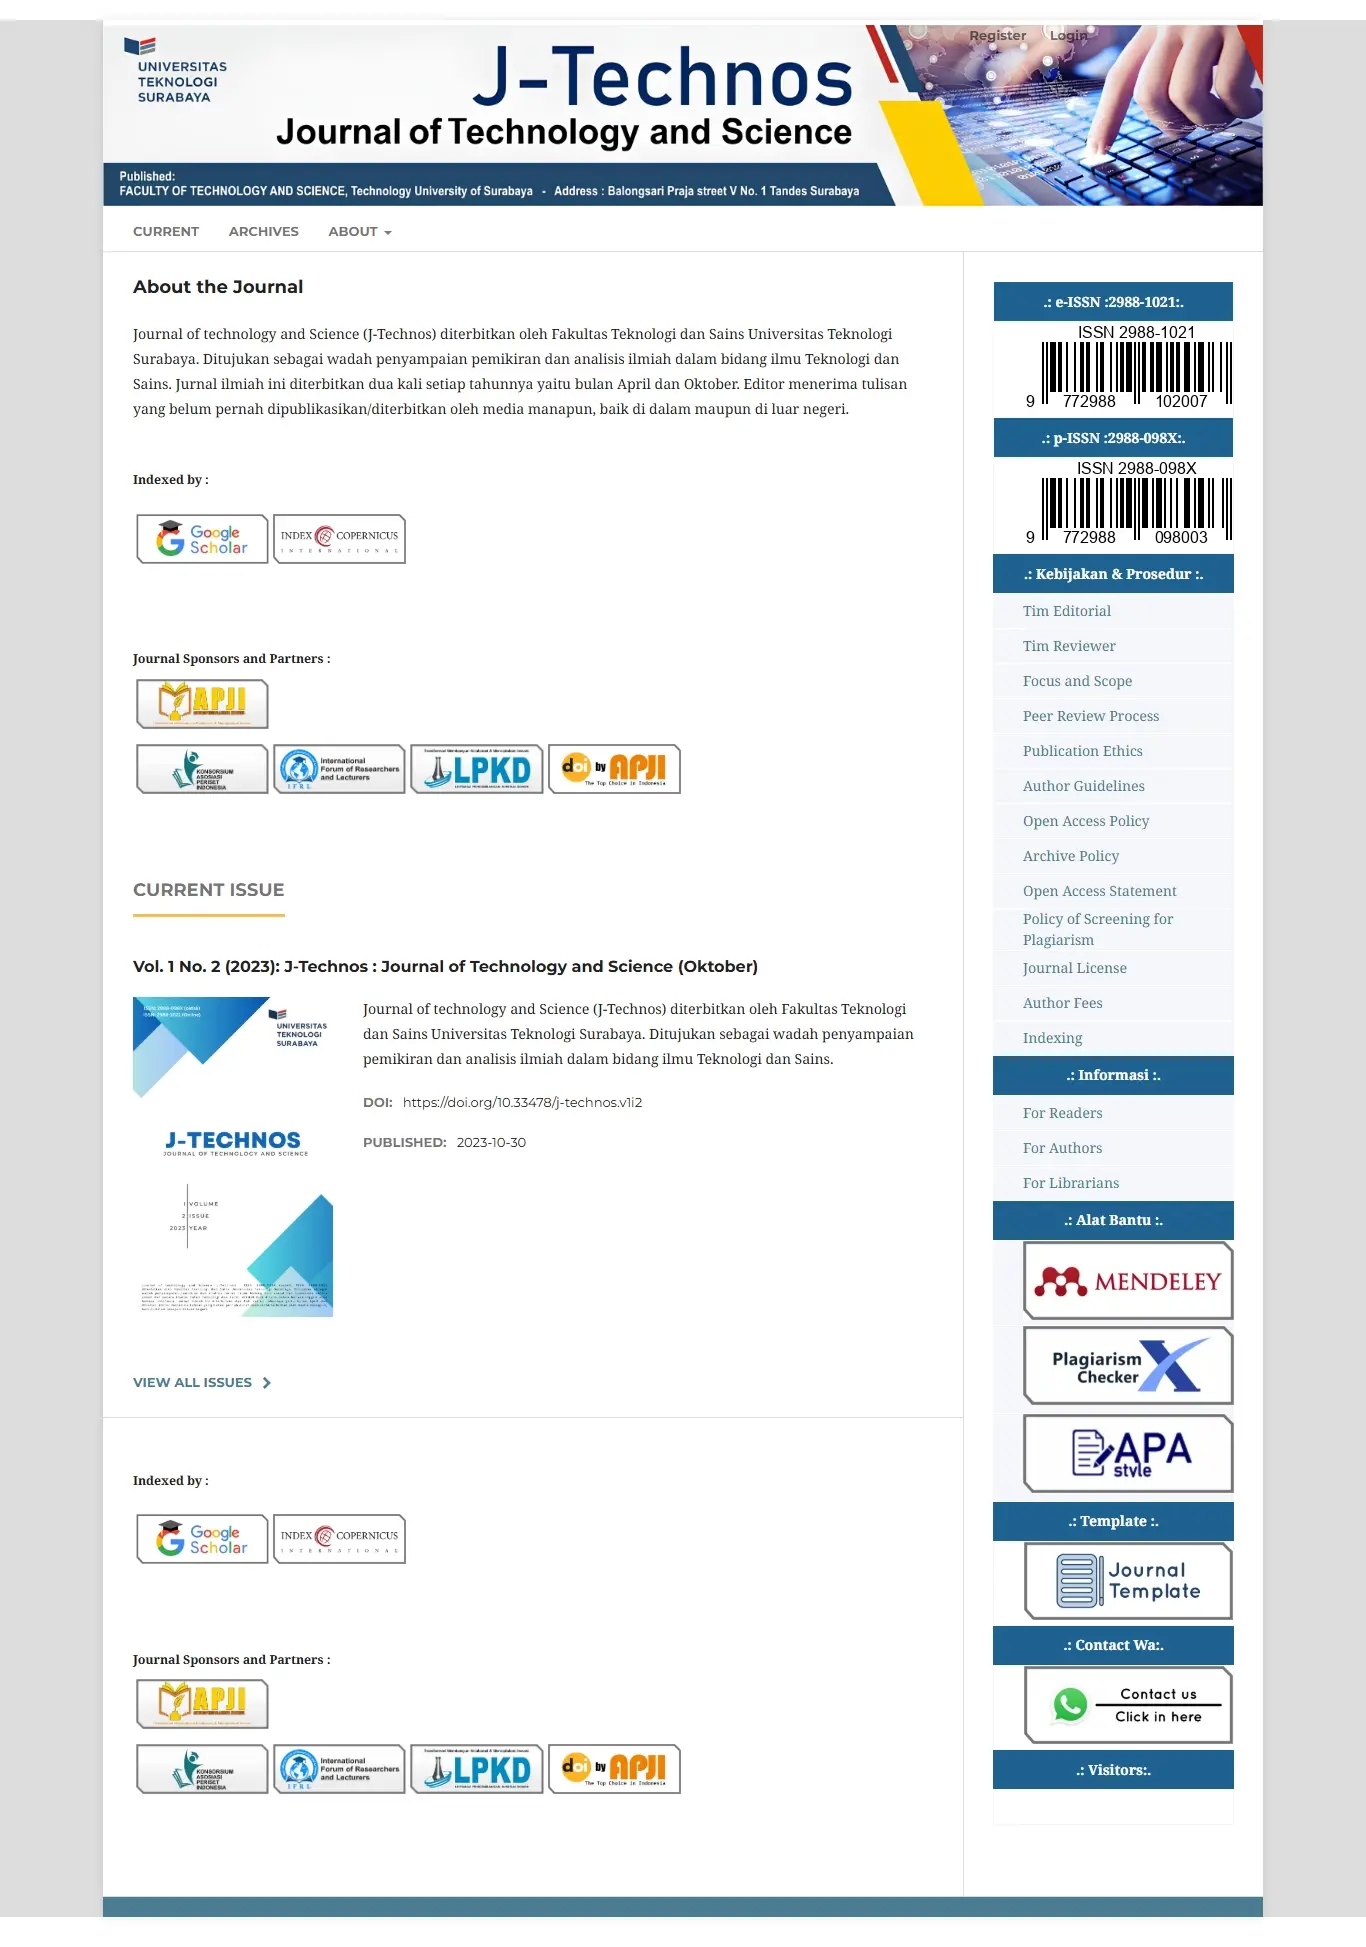 UNIVERSITAS
TEKNOLOGI
SURABAYA
J-Technos
Journal of Technology and Science
Register Login
Published:
FACULTY OF TECHNOLOGY AND SCIENCE, Technology University of Surabaya - Address : Balongsari Praja street V No. 1 Tandes Surabaya
CURRENT ARCHIVES ABOUT
About the Journal
Journal of technology and Science (J-Technos) diterbitkan oleh Fakultas Teknologi dan Sains Universitas Teknologi
Surabaya. Ditujukan sebagai wadah penyampaian pemikiran dan analisis ilmiah dalam bidang ilmu Teknologi dan
Sains. Jurnal ilmiah ini diterbitkan dua kali setiap tahunnya yaitu bulan April dan Oktober. Editor menerima tulisan
yang belum pernah dipublikasikan/diterbitkan oleh media manapun, baik di dalam maupun di luar negeri.
Indexed by :
Google
Scholar
INDEX COPERNICUS
INTERNATIONAL
Journal Sponsors and Partners :
APJI
KONSORSIUM
ASOSIASI
PERISET
INDONESIA
IFRL
International
Forum of Researchers
and Lecturers
LPKD
doi by APJI
The Top Choice in Indonesia
CURRENT ISSUE
Vol. 1 No. 2 (2023): J-Technos : Journal of Technology and Science (Oktober)
UNIVERSITAS
TEKNOLOGI
SURABAYA
J-TECHNOS
JOURNAL OF TECHNOLOGY AND SCIENCE
1 VOLUME
2 ISSUE
2023 YEAR
Journal of technology and Science (J-Technos) diterbitkan oleh Fakultas Teknologi
dan Sains Universitas Teknologi Surabaya. Ditujukan sebagai wadah penyampaian
pemikiran dan analisis ilmiah dalam bidang ilmu Teknologi dan Sains.
DOI: https://doi.org/10.33478/j-technos.v1i2
PUBLISHED: 2023-10-30
VIEW ALL ISSUES
Indexed by :
Google
Scholar
INDEX COPERNICUS
INTERNATIONAL
Journal Sponsors and Partners :
APJI
KONSORSIUM
ASOSIASI
PERISET
INDONESIA
IFRL
International
Forum of Researchers
and Lecturers
LPKD
doi by APJI
The Top Choice in Indonesia
.: e-ISSN :2988-1021:.
ISSN 2988-1021
9 772988 102007
.: p-ISSN :2988-098X:.
ISSN 2988-098X
9 772988 098003
.: Kebijakan & Prosedur :.
Tim Editorial
Tim Reviewer
Focus and Scope
Peer Review Process
Publication Ethics
Author Guidelines
Open Access Policy
Archive Policy
Open Access Statement
Policy of Screening for
Plagiarism
Journal License
Author Fees
Indexing
.: Informasi :.
For Readers
For Authors
For Librarians
.: Alat Bantu :.
MENDELEY
Plagiarism
Checker X
APA
style
.: Template :.
Journal
Template
.: Contact Wa:.
Contact us
Click in here
.: Visitors:.